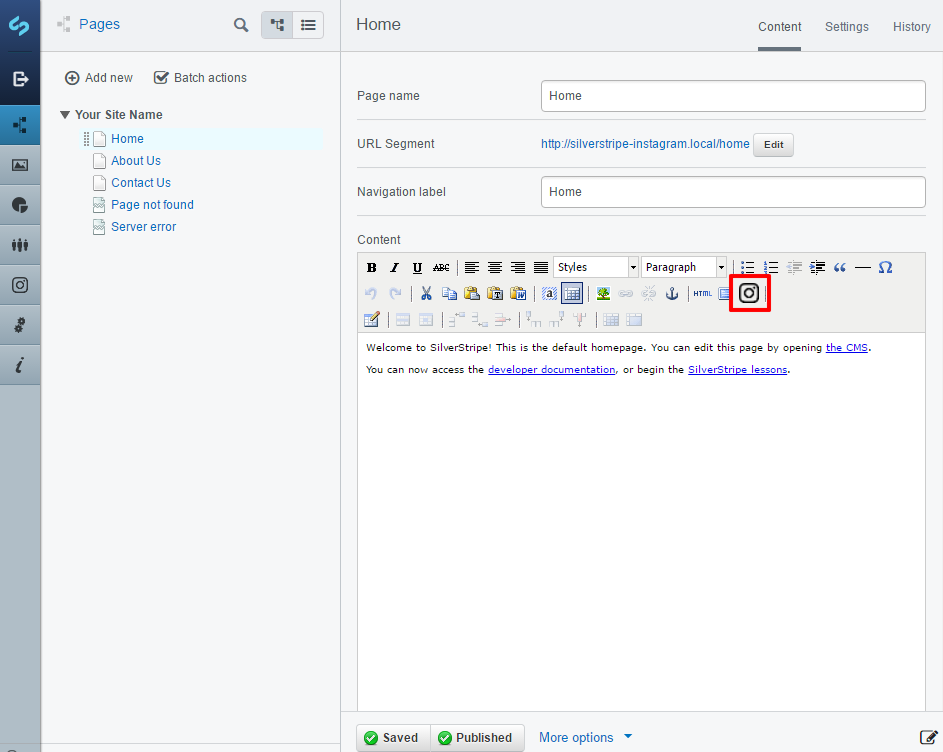 Pages
Home
Content Settings History
Add new Batch actions
Your Site Name
Home
About Us
Contact Us
Page not found
Server error
Page name Home
URL Segment http://silverstripe-instagram.local/home Edit
Navigation label Home
Content
B I U ABC Styles Paragraph
HTML
Welcome to SilverStripe! This is the default homepage. You can edit this page by opening the CMS.
You can now access the developer documentation, or begin the SilverStripe lessons.
Saved Published More options